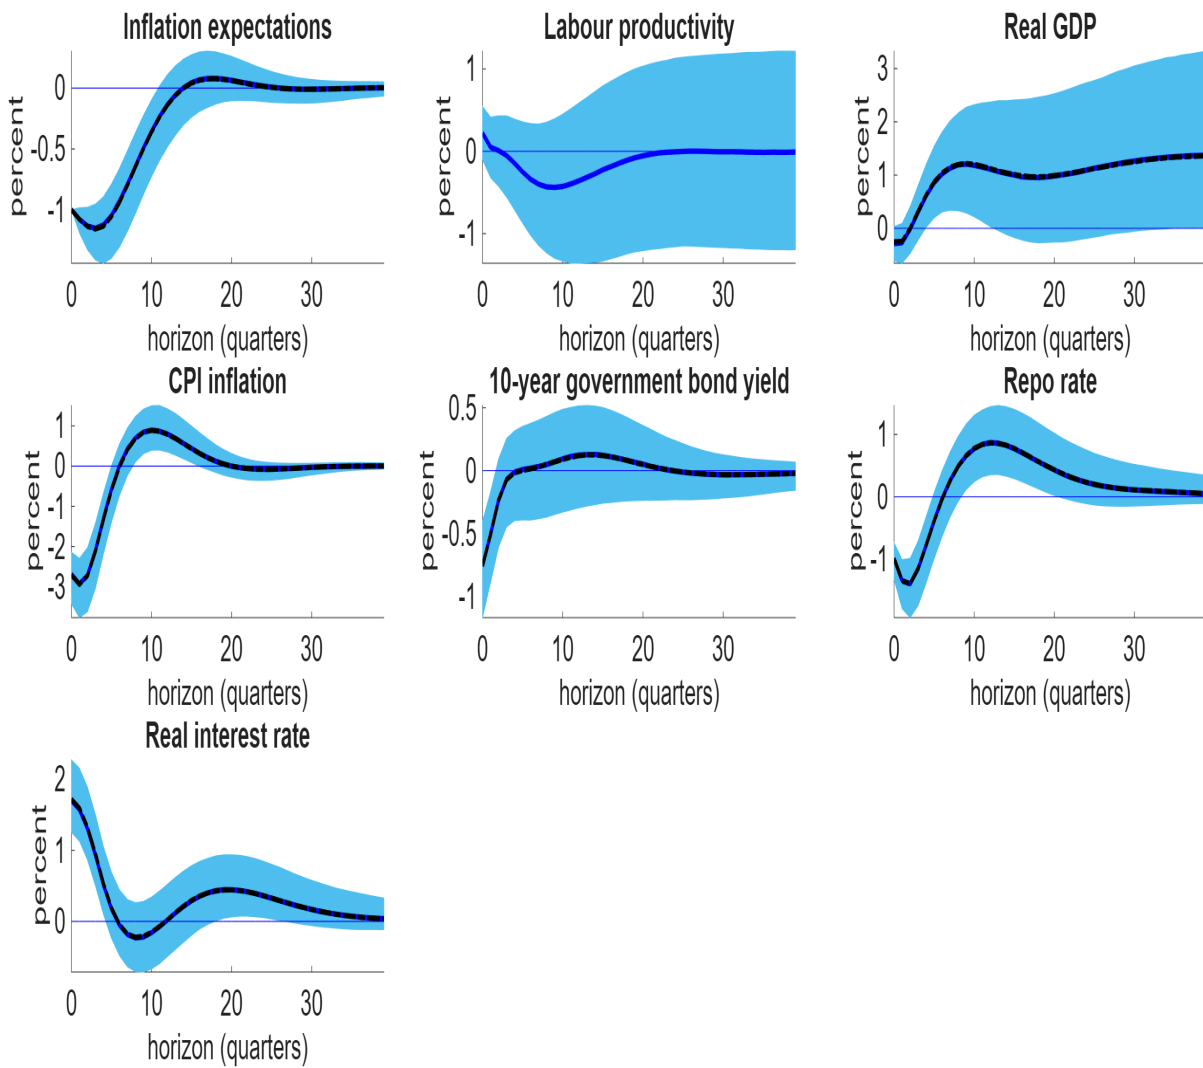 Inflation expectations
percent
0
-0.5
-1
0 10 20 30
horizon (quarters)
Labour productivity
percent
1
0
-1
0 10 20 30
horizon (quarters)
Real GDP
percent
3
2
1
0
0 10 20 30
horizon (quarters)
CPI inflation
percent
1
0
-1
-2
-3
0 10 20 30
horizon (quarters)
10-year government bond yield
percent
0.5
0
-0.5
-1
0 10 20 30
horizon (quarters)
Repo rate
percent
1
0
-1
0 10 20 30
horizon (quarters)
Real interest rate
percent
2
1
0
0 10 20 30
horizon (quarters)